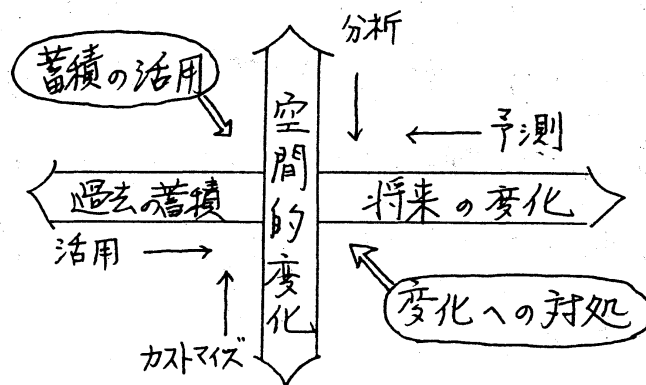 分析
蓄積の活用
予測
空間的変化
過去の蓄積
将来の変化
活用
変化への対処
カストマイズ